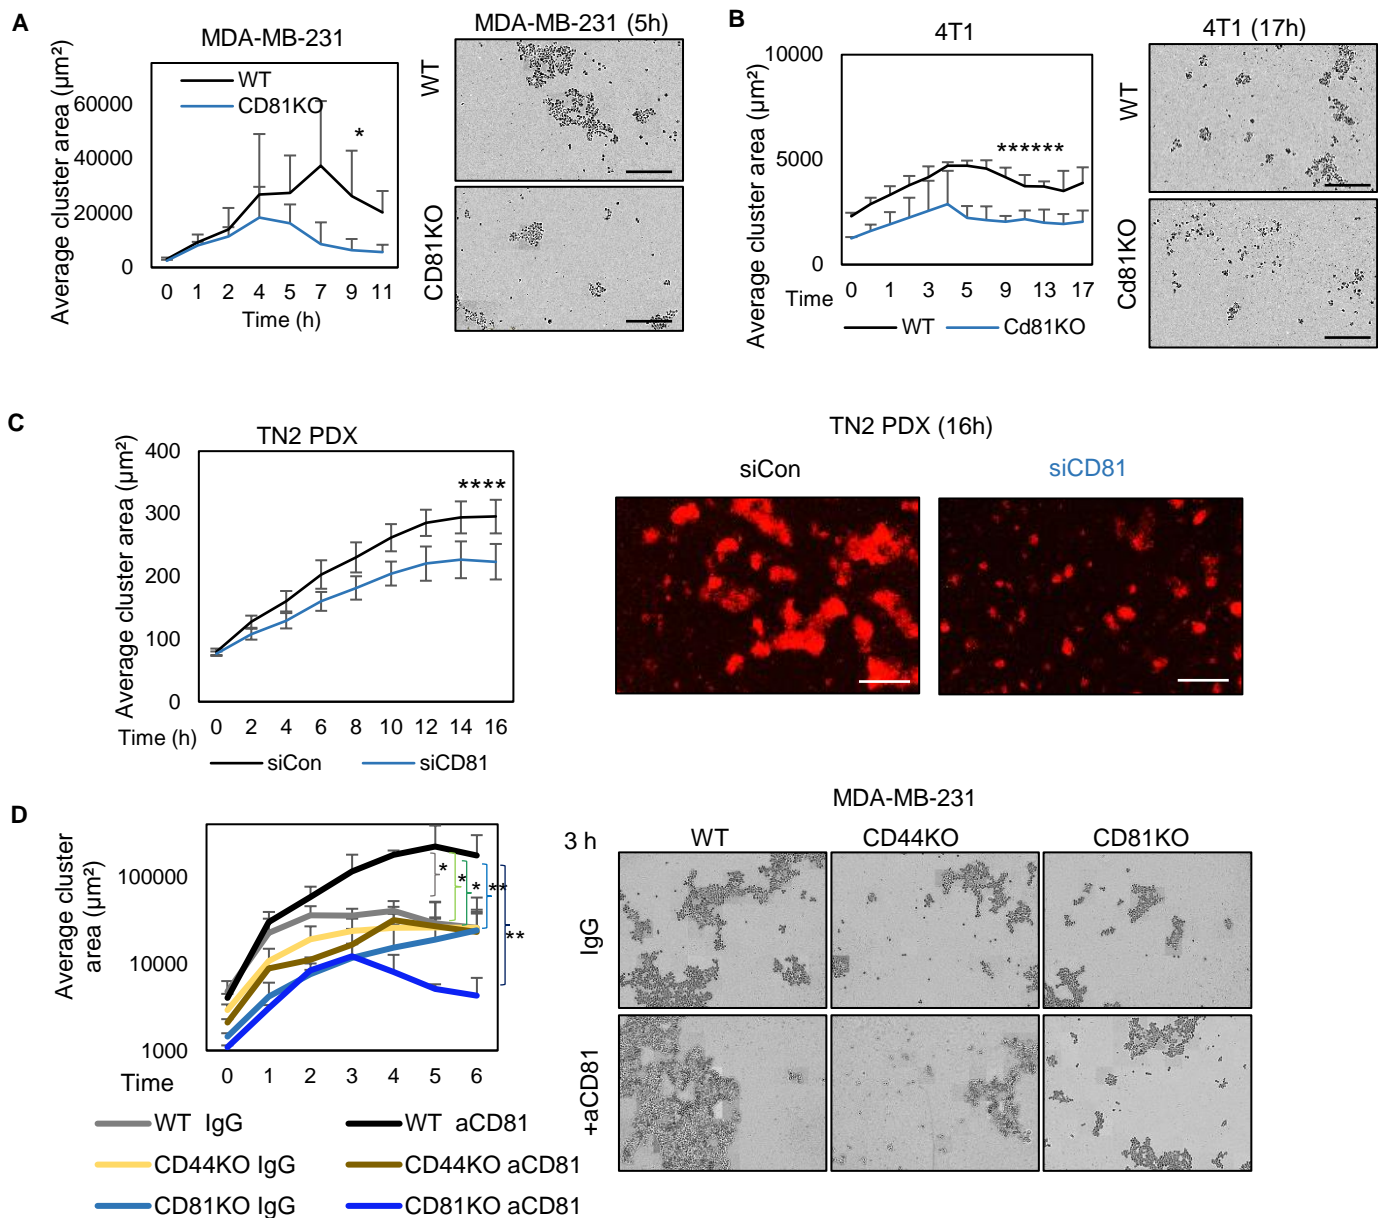 A
MDA-MB-231
Average cluster area (µm²)
60000
40000
20000
0
WT
CD81KO
*
0 1 2 4 5 7 9 11
Time (h)
MDA-MB-231 (5h)
WT
CD81KO
B
4T1
Average cluster area (µm²)
10000
5000
0
*******
Time 0 1 3 5 9 13 17
WT Cd81KO
4T1 (17h)
WT
Cd81KO
C
TN2 PDX
Average cluster area (µm²)
400
300
200
100
0
****
0 2 4 6 8 10 12 14 16
Time (h)
siCon siCD81
TN2 PDX (16h)
siCon siCD81
D
Average cluster
area (µm²)
100000
10000
1000
* * * ** **
Time 0 1 2 3 4 5 6
WT IgG WT aCD81
CD44KO IgG CD44KO aCD81
CD81KO IgG CD81KO aCD81
MDA-MB-231
3 h WT CD44KO CD81KO
IgG
+aCD81